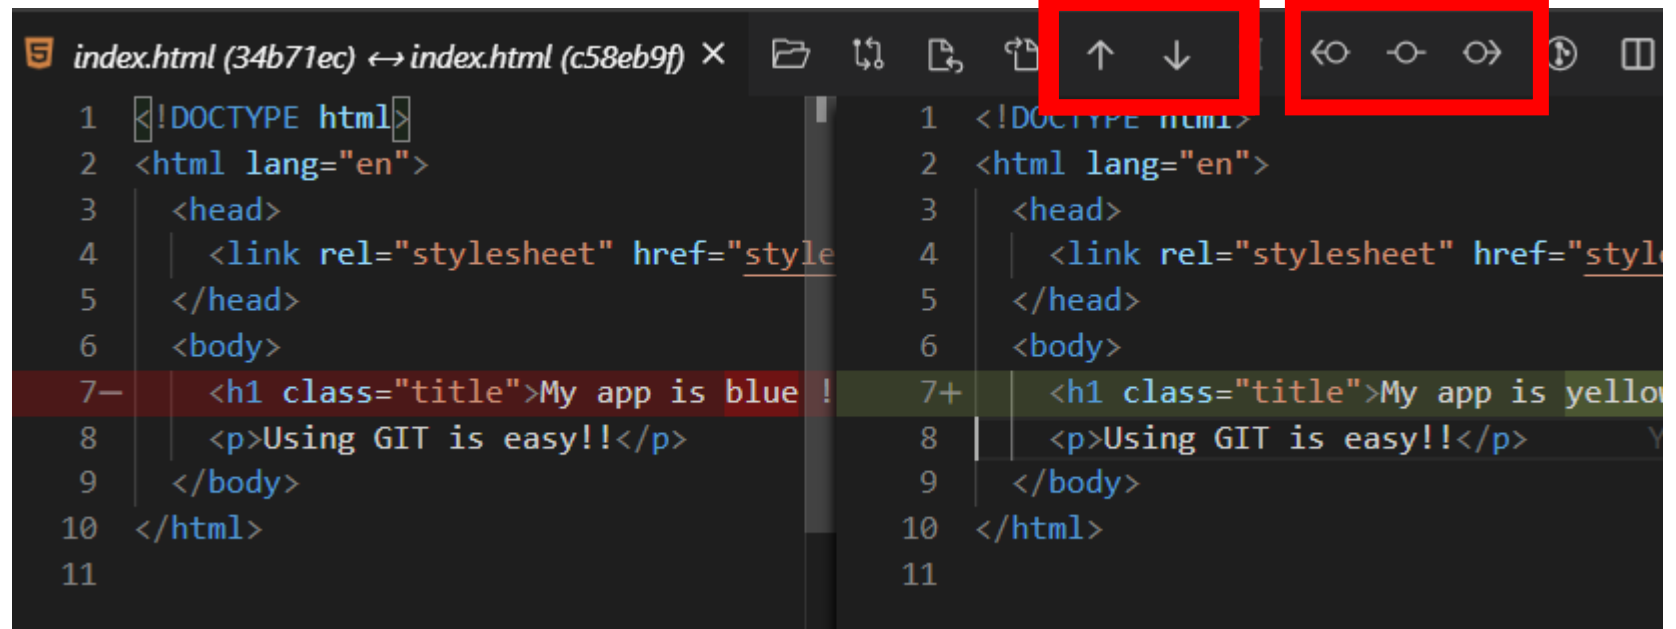 index.html (34b71ec) ↔ index.html (c58eb9f) ✕
1 <!DOCTYPE html>
2 <html lang="en">
3 <head>
4 <link rel="stylesheet" href="style
5 </head>
6 <body>
7— <h1 class="title">My app is blue !
8 <p>Using GIT is easy!!</p>
9 </body>
10 </html>
11
1 <!DOCTYPE html>
2 <html lang="en">
3 <head>
4 <link rel="stylesheet" href="style
5 </head>
6 <body>
7+ <h1 class="title">My app is yellow
8 <p>Using GIT is easy!!</p> Y
9 </body>
10 </html>
11